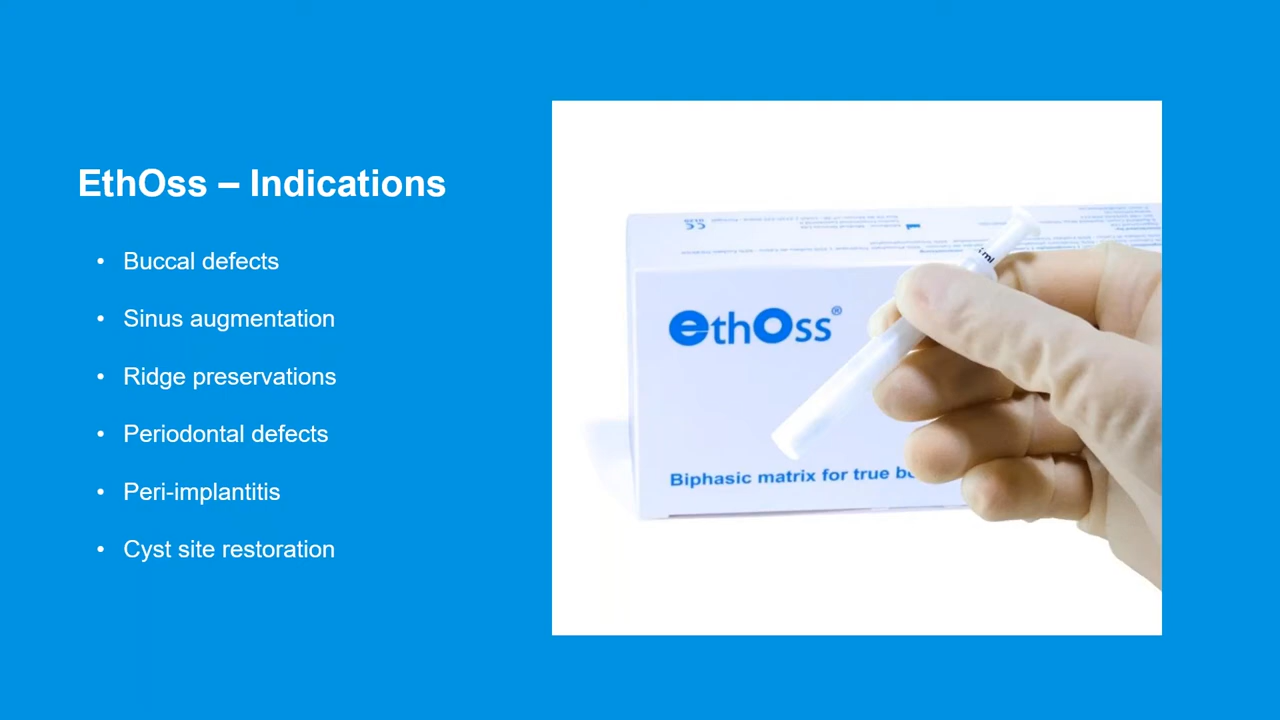 EthOss – Indications
• Buccal defects
• Sinus augmentation
• Ridge preservations
• Periodontal defects
• Peri-implantitis
• Cyst site restoration
ethOss®
Biphasic matrix for true
ml